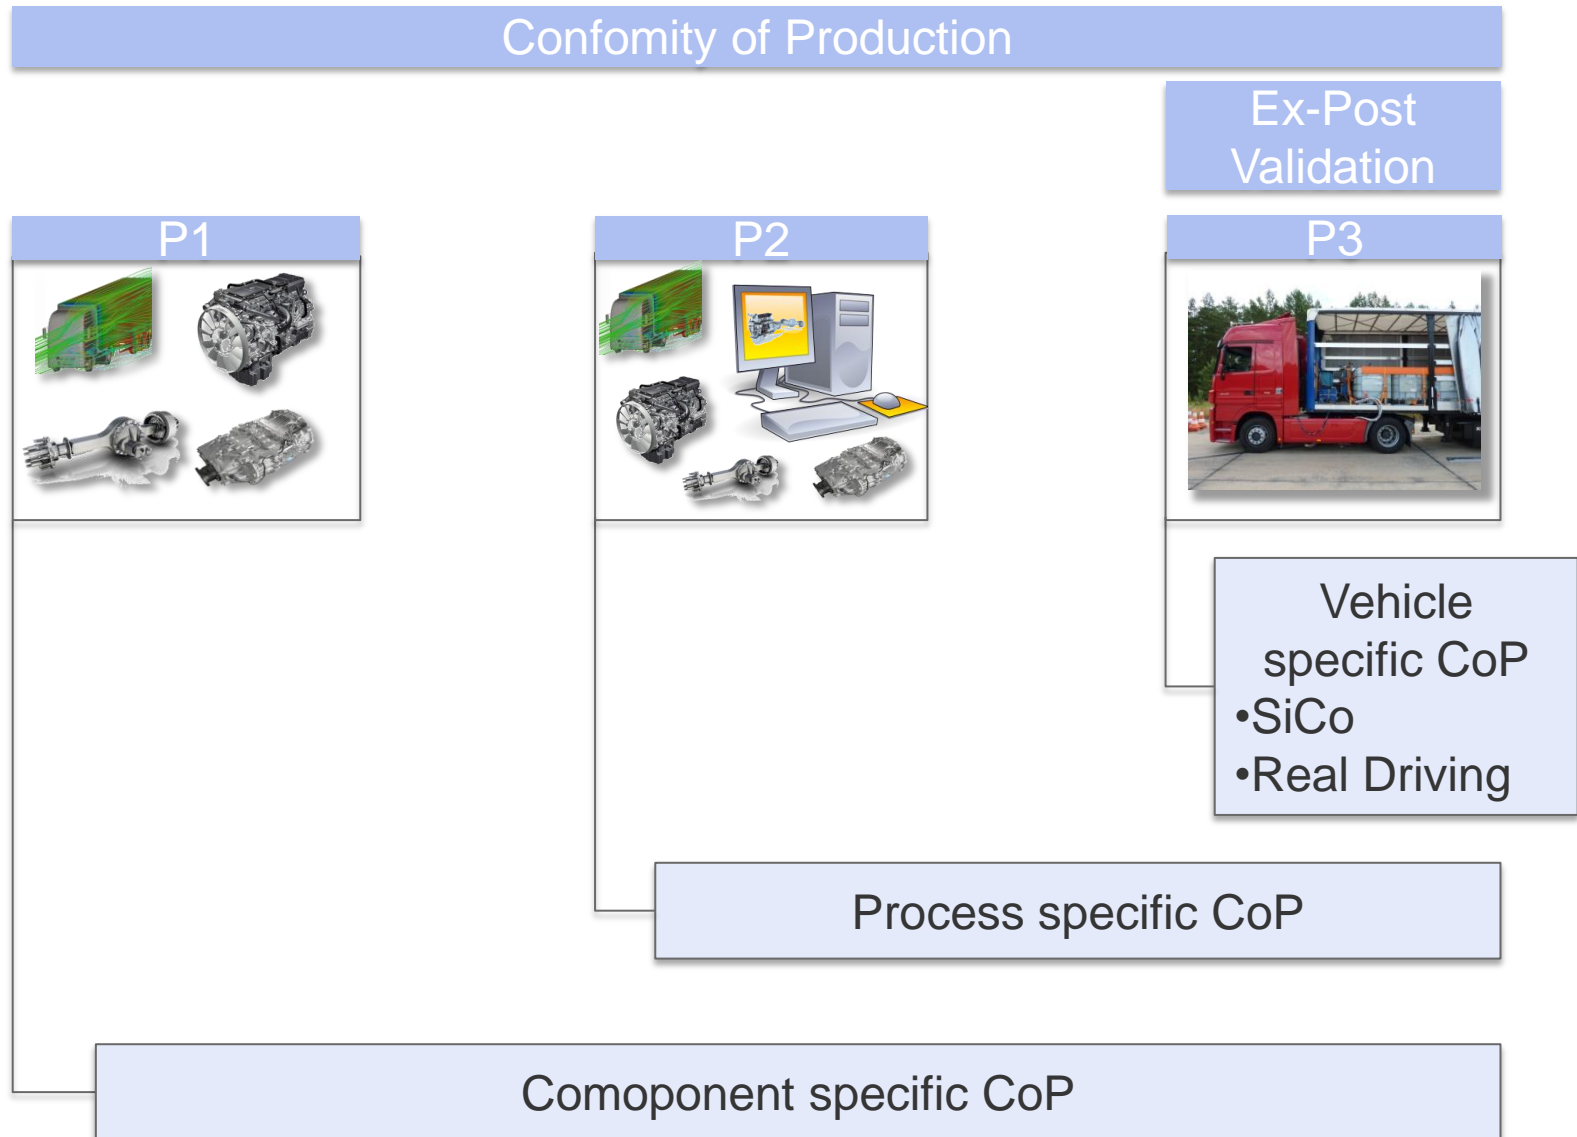 Confomity of Production
Ex-Post
Validation
P1
P2
P3
Vehicle
specific CoP
•SiCo
•Real Driving
Process specific CoP
Comoponent specific CoP